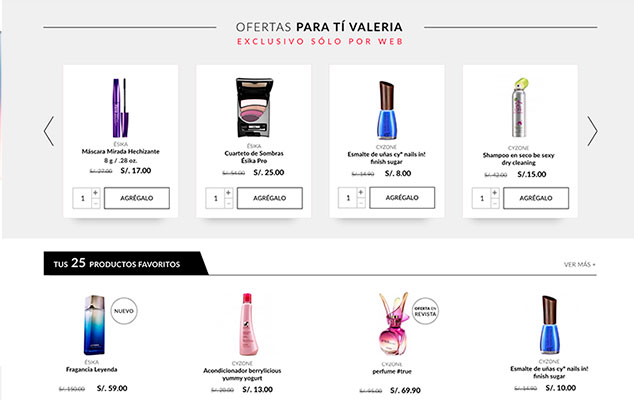 OFERTAS PARA TÍ VALERIA
EXCLUSIVO SÓLO POR WEB
ÉSIKA
Máscara Mirada Hechizante
8 g / .28 oz.
S/. 27.00 S/. 17.00
1 + - AGRÉGALO
ÉSIKA
Cuarteto de Sombras
Ésika Pro
S/. 54.00 S/. 25.00
1 + - AGRÉGALO
CYZONE
Esmalte de uñas cy° nails in!
finish sugar
S/. 14.90 S/. 8.00
1 + - AGRÉGALO
CYZONE
Shampoo en seco be sexy
dry cleaning
S/. 42.00 S/.15.00
1 + - AGRÉGALO
TUS 25 PRODUCTOS FAVORITOS
VER MÁS +
NUEVO
ÉSIKA
Fragancia Leyenda
S/. 150.00 S/. 59.00
CYZONE
Acondicionador berrylicious
yummy yogurt
S/. 20.00 S/. 13.00
OFERTA EN
REVISTA
CYZONE
perfume #true
S/. 95.00 S/. 69.90
CYZONE
Esmalte de uñas cy° nails in!
finish sugar
S/. 14.90 S/. 10.00